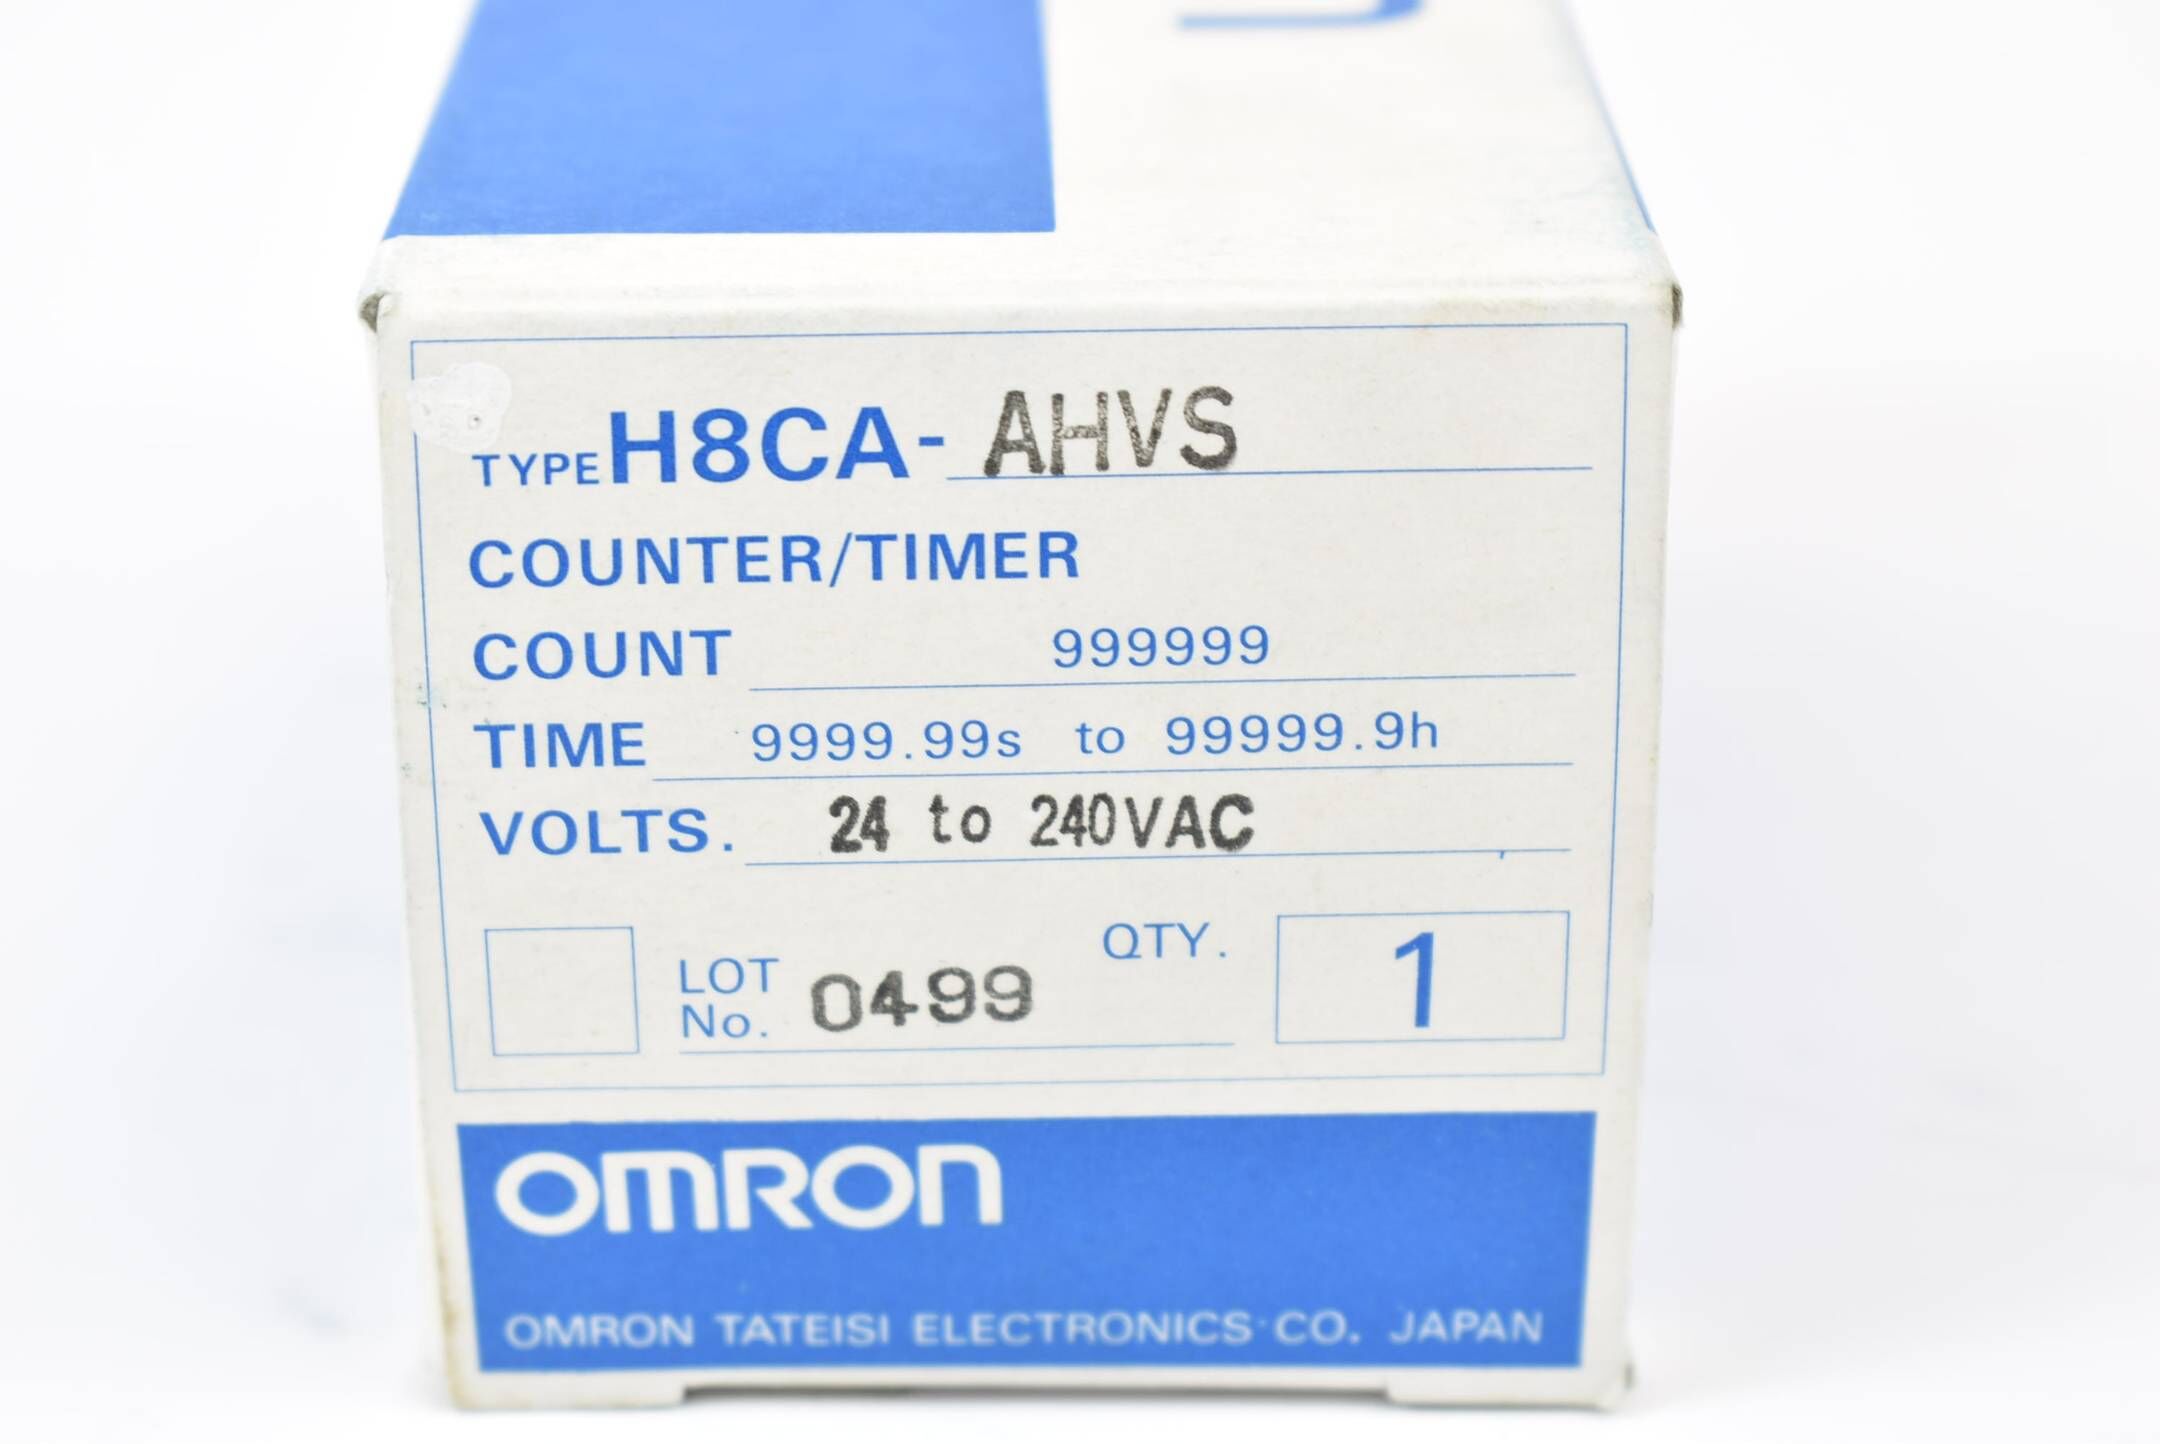 TYPE H8CA-AHVS
COUNTER/TIMER
COUNT 999999
TIME 9999.99s to 99999.9h
VOLTS. 24 to 240VAC
LOT No. 0499 QTY. 1
OMRON
OMRON TATEISI ELECTRONICS CO. JAPAN